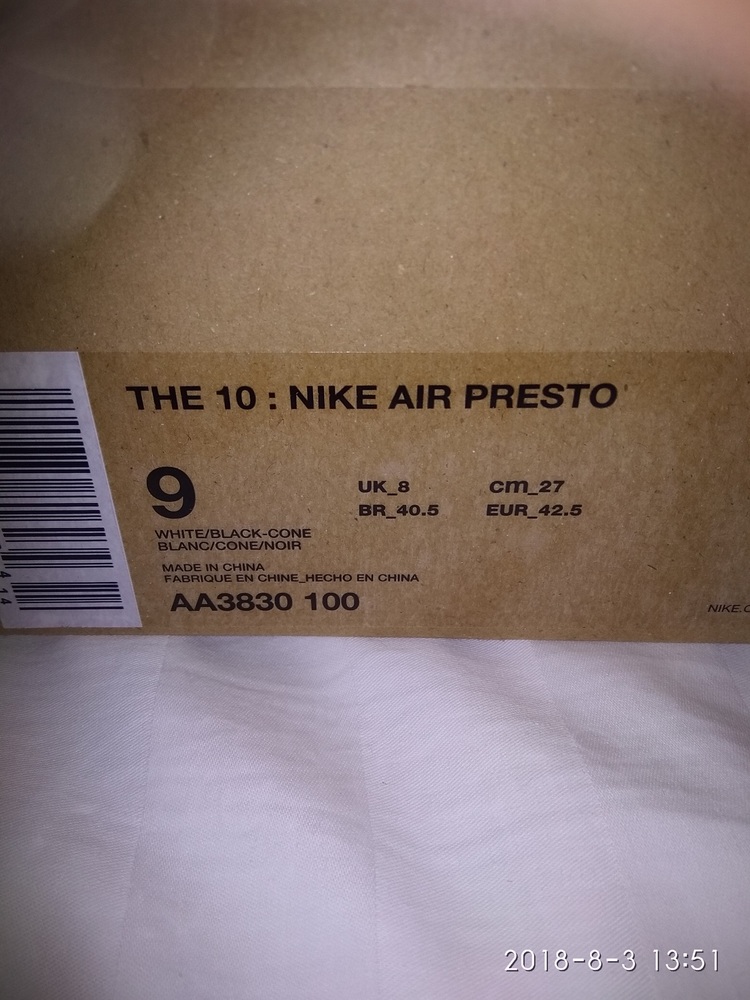 THE 10 : NIKE AIR PRESTO
9
UK_8 cm_27
BR_40.5 EUR_42.5
WHITE/BLACK-CONE
BLANC/CONE/NOIR
MADE IN CHINA
FABRIQUE EN CHINE_HECHO EN CHINA
AA3830 100
2018-8-3 13:51